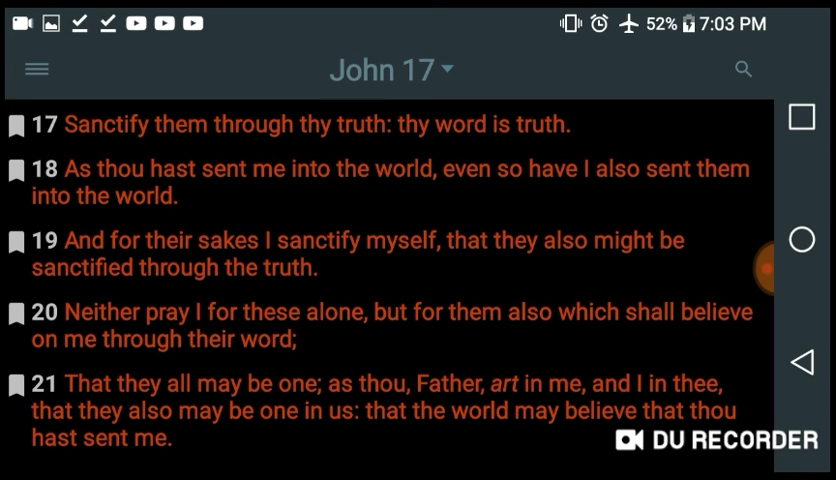 52% 7:03 PM
John 17
17 Sanctify them through thy truth: thy word is truth.
18 As thou hast sent me into the world, even so have I also sent them
into the world.
19 And for their sakes I sanctify myself, that they also might be
sanctified through the truth.
20 Neither pray I for these alone, but for them also which shall believe
on me through their word;
21 That they all may be one; as thou, Father, art in me, and I in thee,
that they also may be one in us: that the world may believe that thou
hast sent me.
DU RECORDER